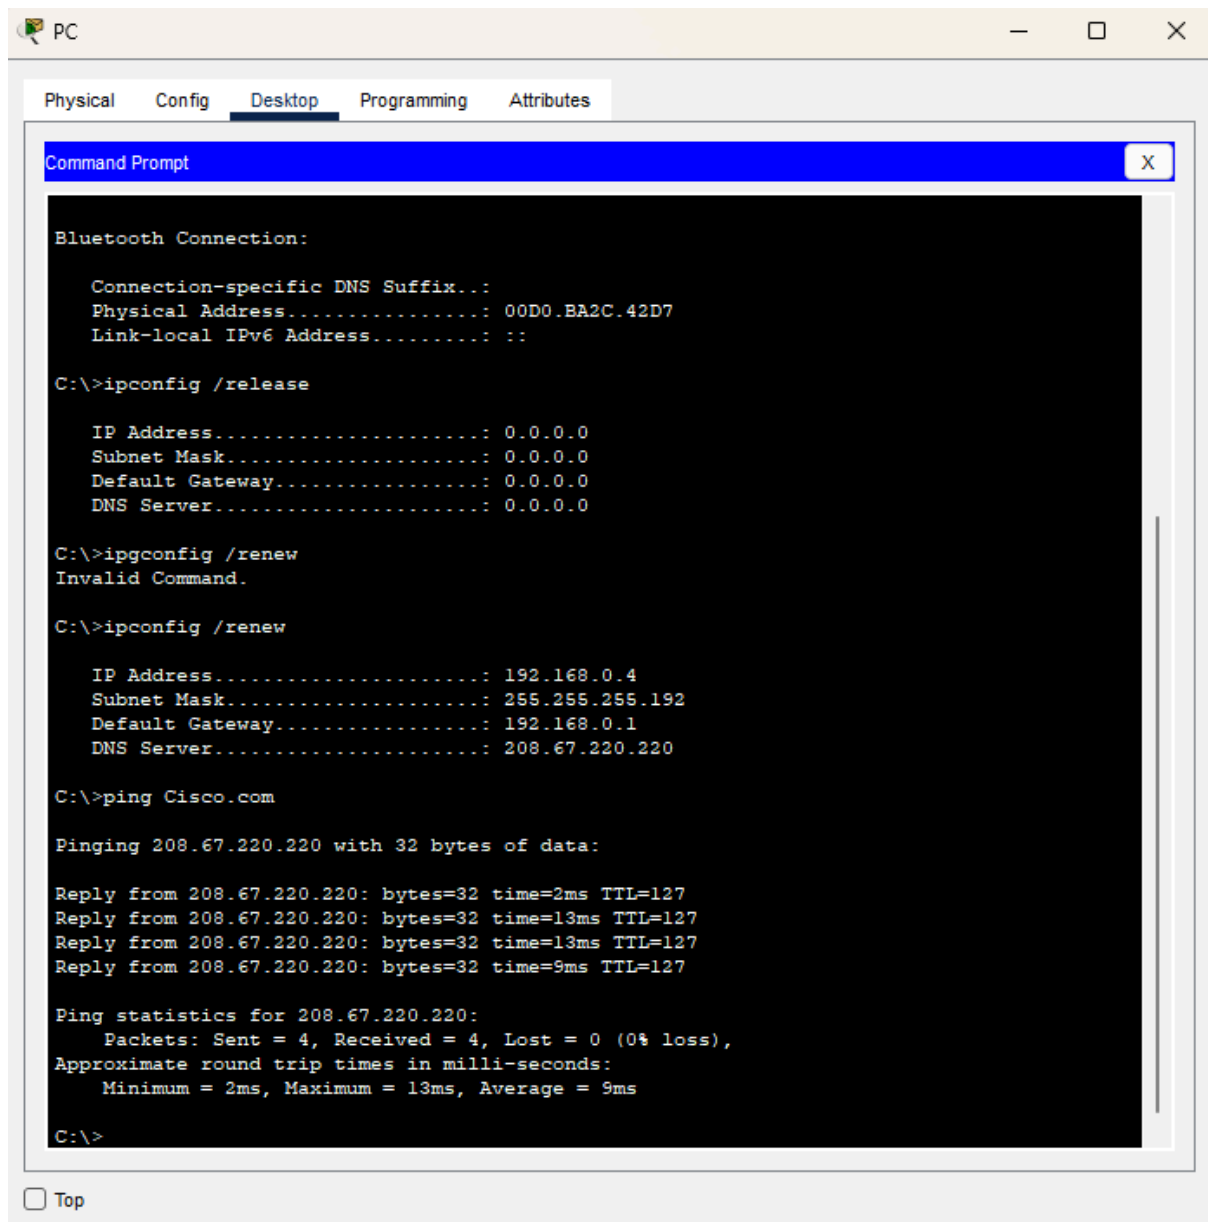 PC
Physical Config Desktop Programming Attributes
Command Prompt
X
Bluetooth Connection:
Connection-specific DNS Suffix..:
Physical Address................: 00D0.BA2C.42D7
Link-local IPv6 Address.........: ::
C:\>ipconfig /release
IP Address......................: 0.0.0.0
Subnet Mask.....................: 0.0.0.0
Default Gateway.................: 0.0.0.0
DNS Server......................: 0.0.0.0
C:\>ipgconfig /renew
Invalid Command.
C:\>ipconfig /renew
IP Address......................: 192.168.0.4
Subnet Mask.....................: 255.255.255.192
Default Gateway.................: 192.168.0.1
DNS Server......................: 208.67.220.220
C:\>ping Cisco.com
Pinging 208.67.220.220 with 32 bytes of data:
Reply from 208.67.220.220: bytes=32 time=2ms TTL=127
Reply from 208.67.220.220: bytes=32 time=13ms TTL=127
Reply from 208.67.220.220: bytes=32 time=13ms TTL=127
Reply from 208.67.220.220: bytes=32 time=9ms TTL=127
Ping statistics for 208.67.220.220:
Packets: Sent = 4, Received = 4, Lost = 0 (0% loss),
Approximate round trip times in milli-seconds:
Minimum = 2ms, Maximum = 13ms, Average = 9ms
C:\>
Top